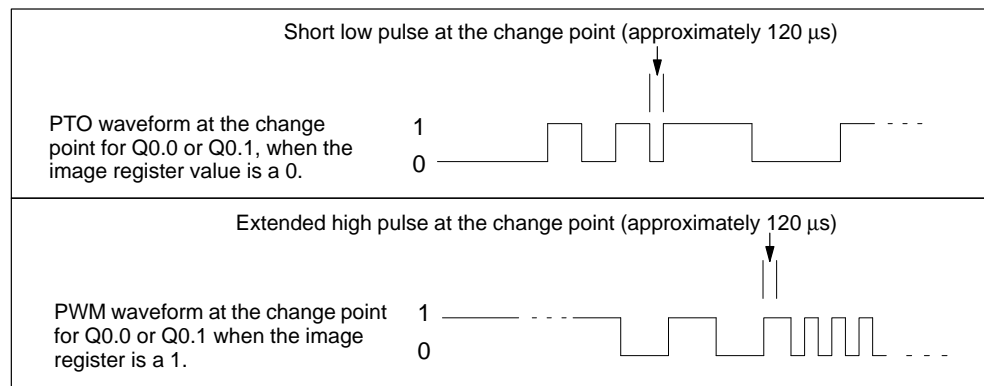 Short low pulse at the change point (approximately 120 μs)
PTO waveform at the change
point for Q0.0 or Q0.1, when the
image register value is a 0.
1
0
Extended high pulse at the change point (approximately 120 μs)
PWM waveform at the change point
for Q0.0 or Q0.1 when the image
register is a 1.
1
0